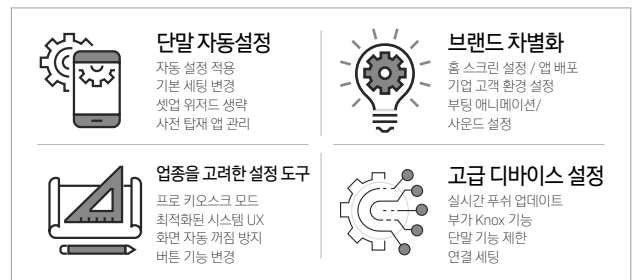 단말 자동설정
자동 설정 적용
기본 세팅 변경
셋업 위저드 생략
사전 탑재 앱 관리
브랜드 차별화
홈 스크린 설정 / 앱 배포
기업 고객 환경 설정
부팅 애니메이션/
사운드 설정
업종을 고려한 설정 도구
프로 키오스크 모드
최적화된 시스템 UX
화면 자동 꺼짐 방지
버튼 기능 변경
고급 디바이스 설정
실시간 푸쉬 업데이트
부가 Knox 기능
단말 기능 제한
연결 세팅